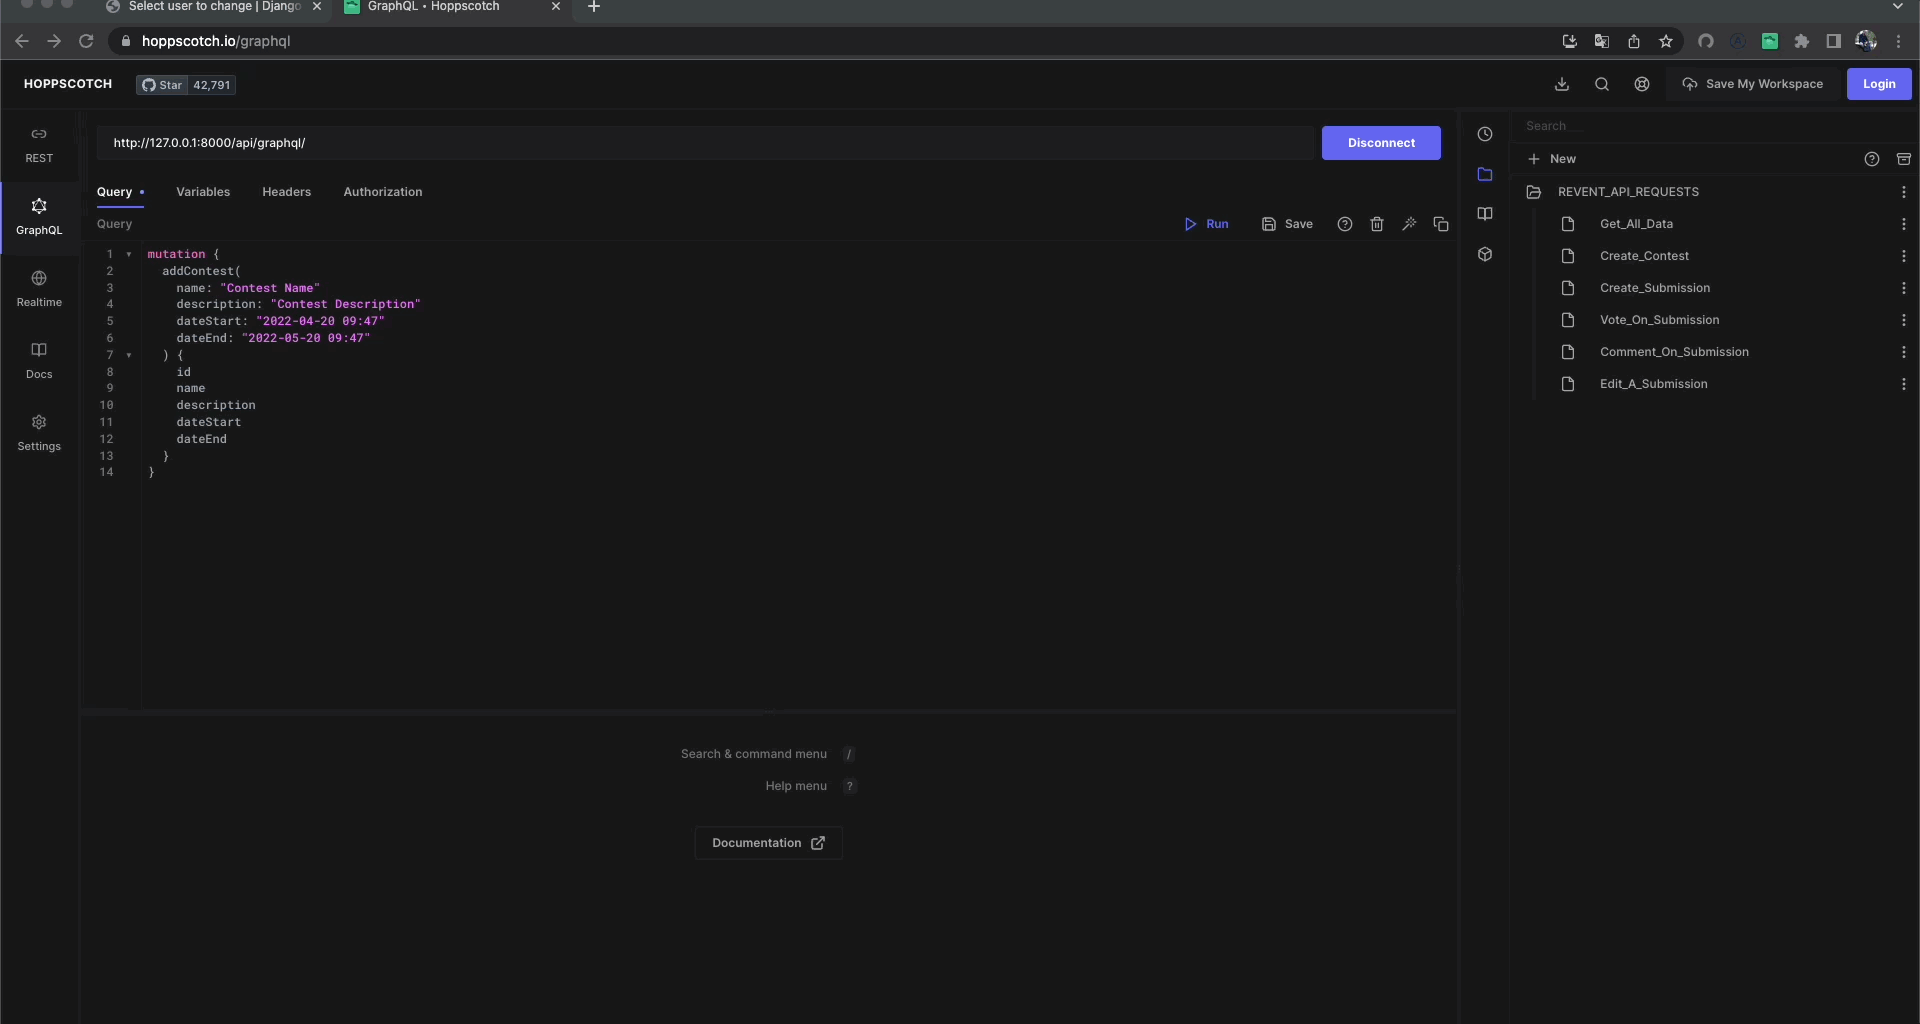 Select user to change | Django
GraphQL • Hoppscotch
hoppscotch.io/graphql
HOPPSCOTCH
Star 42,791
Save My Workspace
Login
REST
GraphQL
Realtime
Docs
Settings
http://127.0.0.1:8000/api/graphql/
Disconnect
Query • Variables Headers Authorization
Query
Run Save
1 mutation {
2 addContest(
3 name: "Contest Name"
4 description: "Contest Description"
5 dateStart: "2022-04-20 09:47"
6 dateEnd: "2022-05-20 09:47"
7 ) {
8 id
9 name
10 description
11 dateStart
12 dateEnd
13 }
14 }
Search & command menu /
Help menu ?
Documentation
Search
+ New
REVENT_API_REQUESTS
Get_All_Data
Create_Contest
Create_Submission
Vote_On_Submission
Comment_On_Submission
Edit_A_Submission